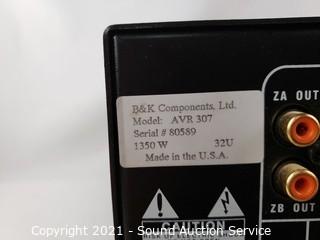 B&K Components, Ltd.
Model: AVR 307
Serial # 80589
1350 W 32U
Made in the U.S.A.
ZA OUT
ZB OUT
CAUTION
Copyright 2021 - Sound Auction Service